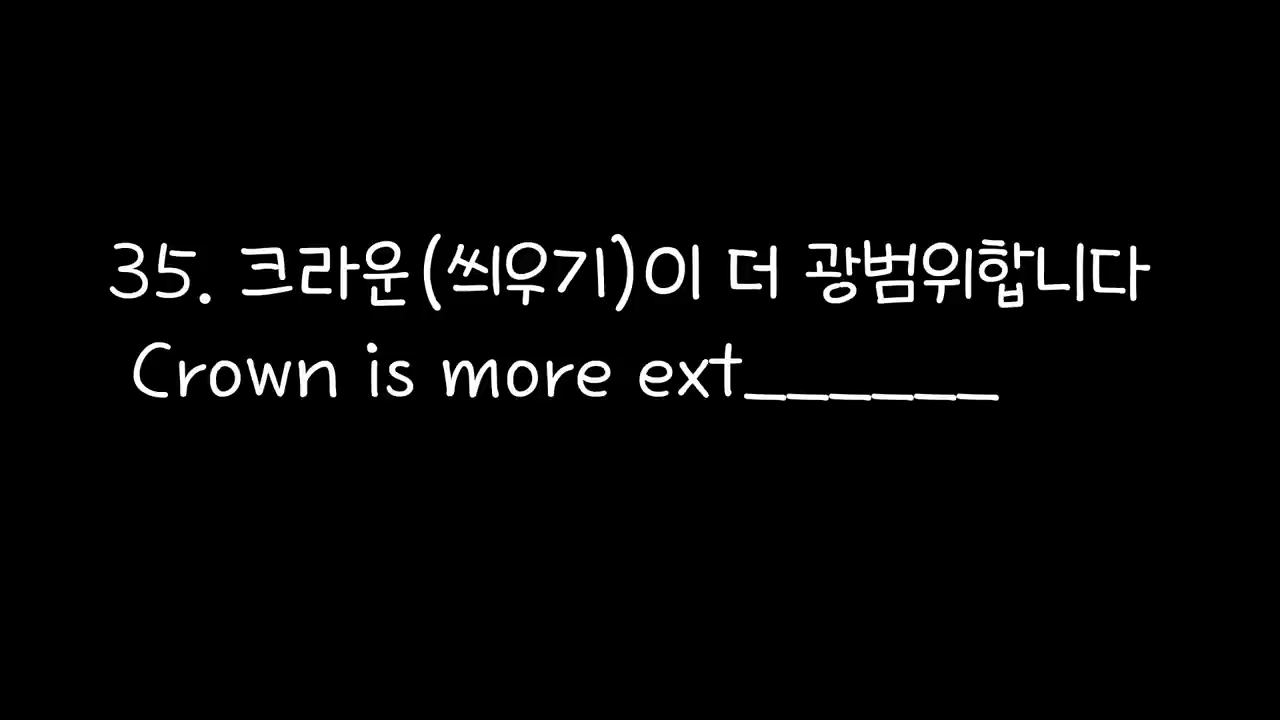 35. 크라운(씌우기)이 더 광범위합니다
Crown is more ext______